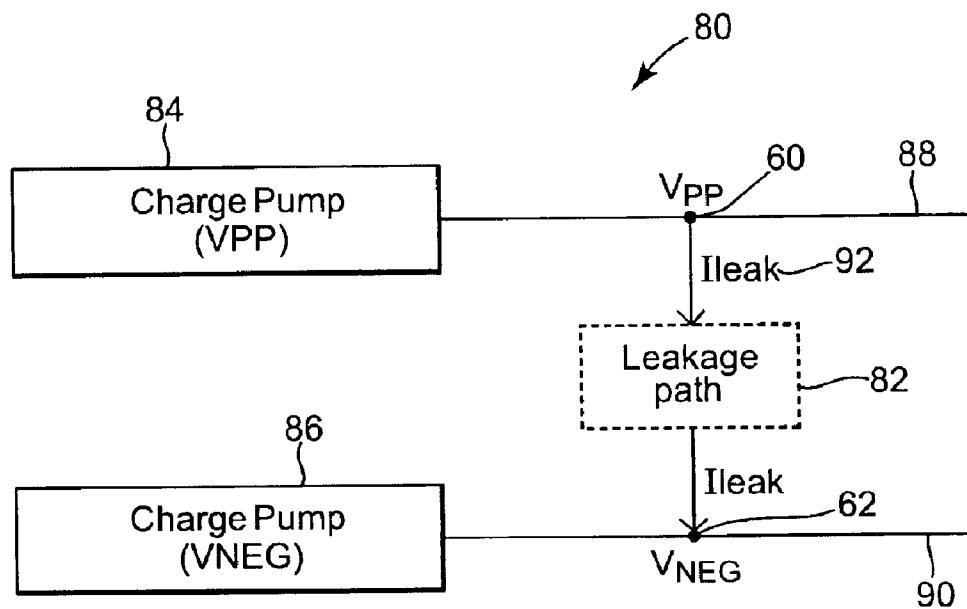 80
84
Charge Pump
(VPP)
VPP
60
88
Ileak
92
Leakage
path
82
86
Charge Pump
(VNEG)
Ileak
62
VNEG
90